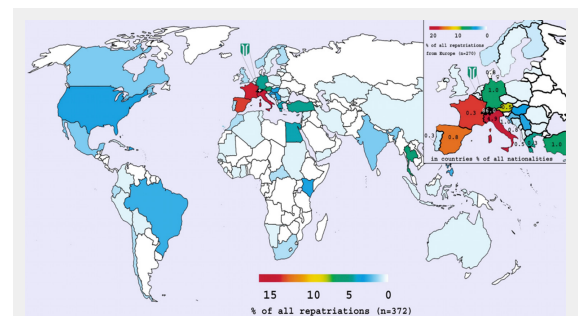 20 10 0
% of all repatriations
from Europe (n=270)
1.0
0.3
0.8
0.3
0.5
1.0
in countries % of all nationalities
15 10 5 0
% of all repatriations (n=372)